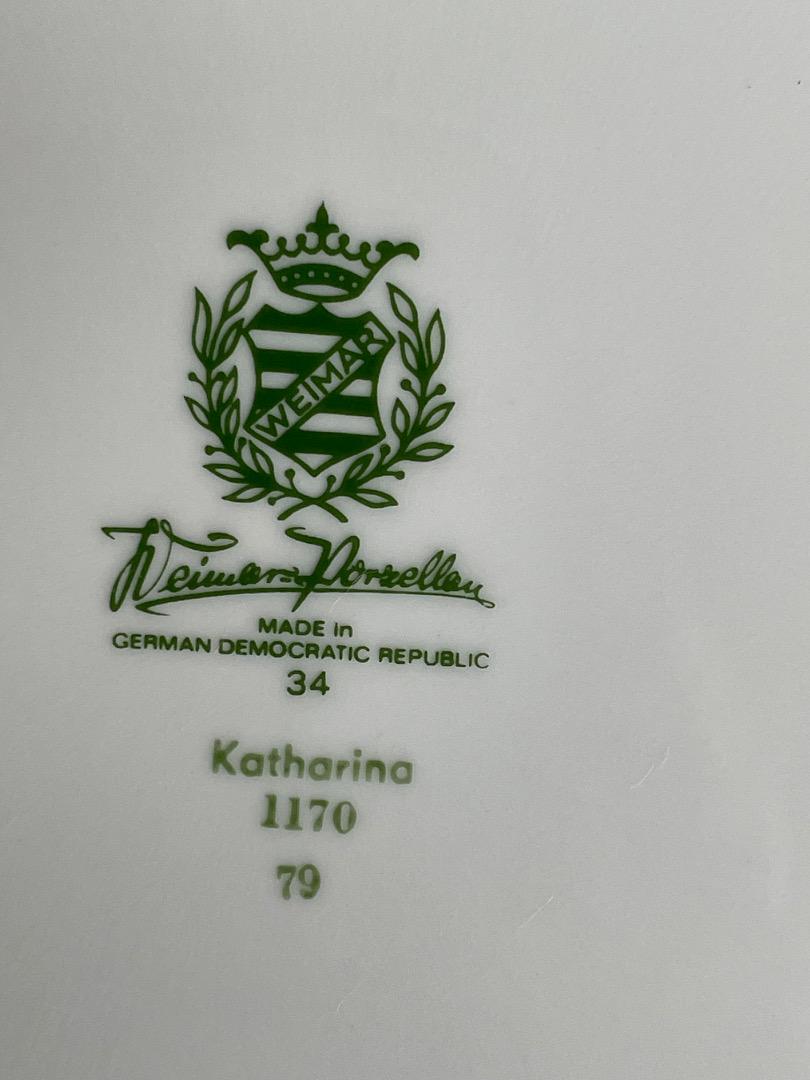 WEIMAR
Weimar-Porzellan
MADE in
GERMAN DEMOCRATIC REPUBLIC
34
Katharina
1170
79